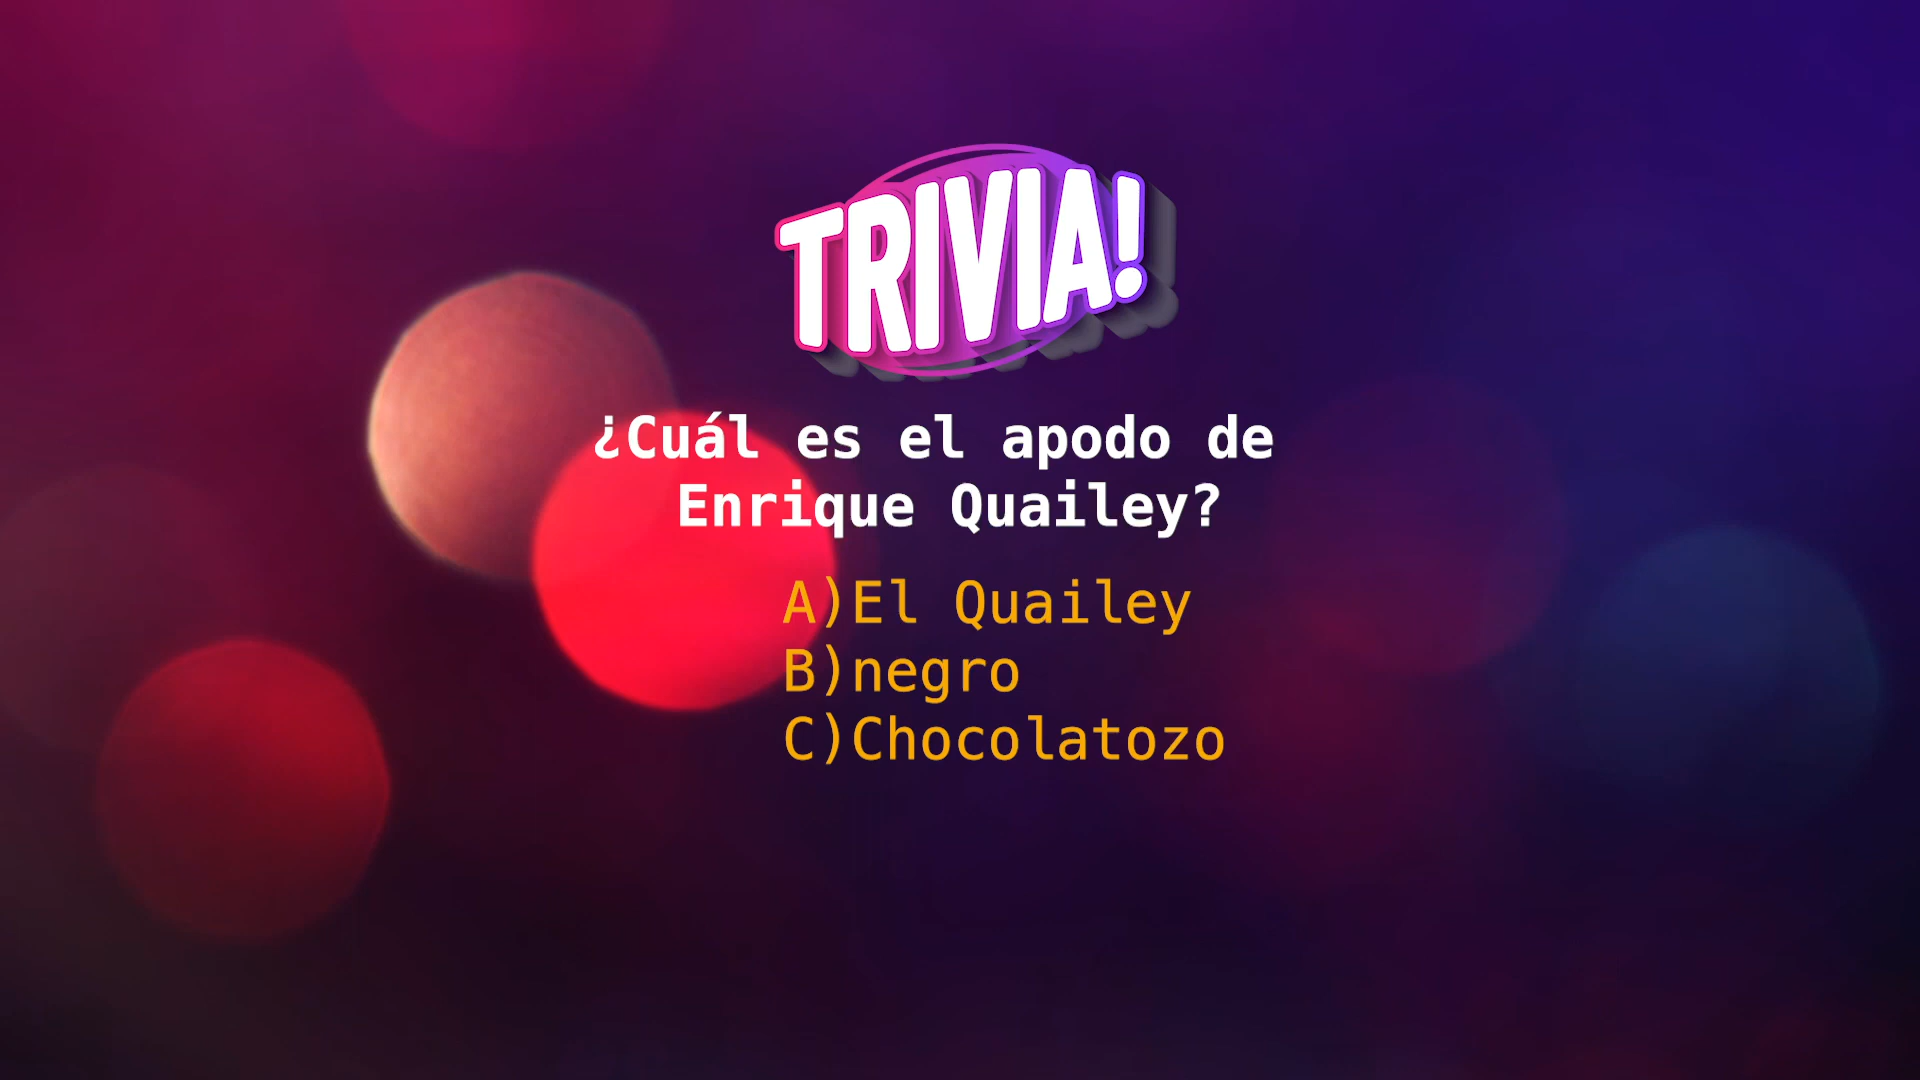 TRIVIA!
¿Cuál es el apodo de
Enrique Quailey?
A)El Quailey
B)negro
C)Chocolatozo